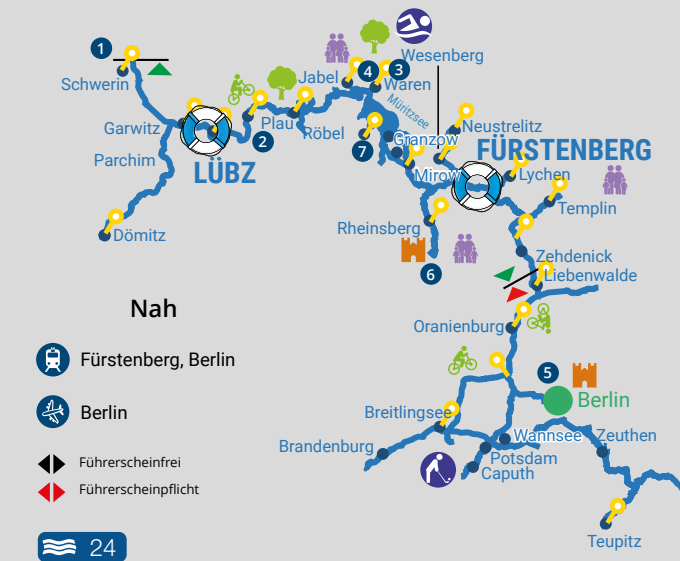 1
Schwerin
Garwitz
Parchim
Dömitz
LÜBZ
2
Plau
Röbel
Jabel
4
3
Waren
Müritzsee
7
Wesenberg
Granzow
Neustrelitz
FÜRSTENBERG
Mirow
Lychen
Templin
Rheinsberg
6
Zehdenick
Liebenwalde
Oranienburg
5
Berlin
Breitlingsee
Brandenburg
Wannsee
Zeuthen
Potsdam
Caputh
Teupitz
Nah
Fürstenberg, Berlin
Berlin
Führerscheinfrei
Führerscheinpflicht
24